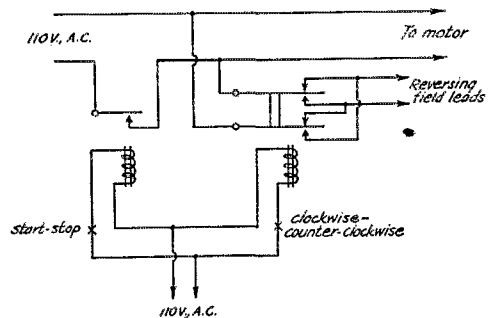 To motor
110V, A.C.
Reversing
field leads
start-stop
clockwise-
counter-clockwise
110V, A.C.